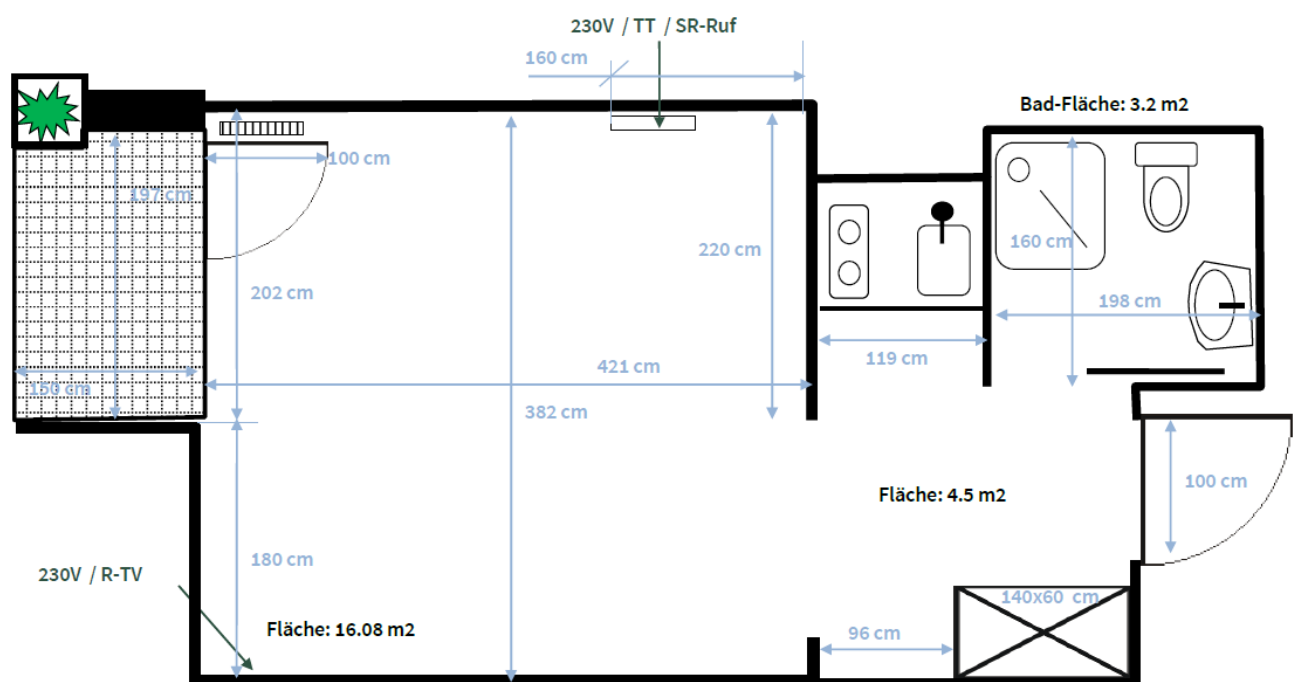 230V / TT / SR-Ruf
160 cm
Bad-Fläche: 3.2 m2
100 cm
197 cm
160 cm
220 cm
202 cm
198 cm
119 cm
421 cm
150 cm
382 cm
100 cm
Fläche: 4.5 m2
180 cm
230V / R-TV
140x60 cm
Fläche: 16.08 m2
96 cm